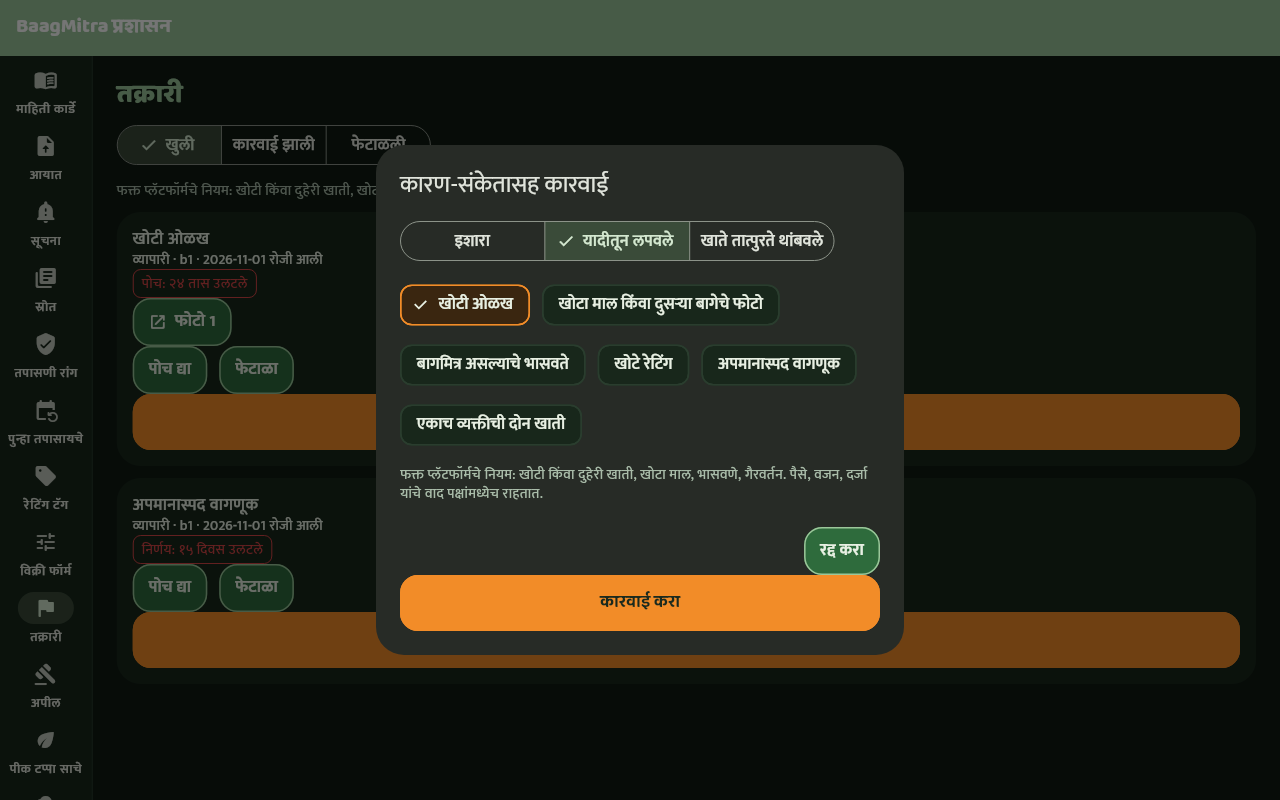 BaagMitra प्रशासन
माहिती कार्डे
आयात
सूचना
स्रोत
तपासणी रांग
पुन्हा तपासायचे
रेटिंग टॅग
विक्री फॉर्म
तक्रारी
अपील
पीक टप्पा साचे
तक्रारी
खुली
कारवाई झाली
फेटाळली
फक्त प्लॅटफॉर्मचे नियम: खोटी किंवा दुहेरी खाती,
खोटी ओळख
व्यापारी · b1 · 2026-11-01 रोजी आली
पोच: २४ तास उलटले
फोटो 1
पोच द्या
फेटाळा
अपमानास्पद वागणूक
व्यापारी · b1 · 2026-11-01 रोजी आली
निर्णय: १५ दिवस उलटले
पोच द्या
फेटाळा
कारण-संकेतासह कारवाई
इशारा
यादीतून लपवले
खाते तात्पुरते थांबवले
खोटी ओळख
खोटा माल किंवा दुसऱ्या बागेचे फोटो
बागमित्र असल्याचे भासवते
खोटे रेटिंग
अपमानास्पद वागणूक
एकाच व्यक्तीची दोन खाती
फक्त प्लॅटफॉर्मचे नियम: खोटी किंवा दुहेरी खाती, खोटा माल, भासवणे, गैरवर्तन. पैसे, वजन, दर्जा
यांचे वाद पक्षांमध्येच राहतात.
रद्द करा
कारवाई करा